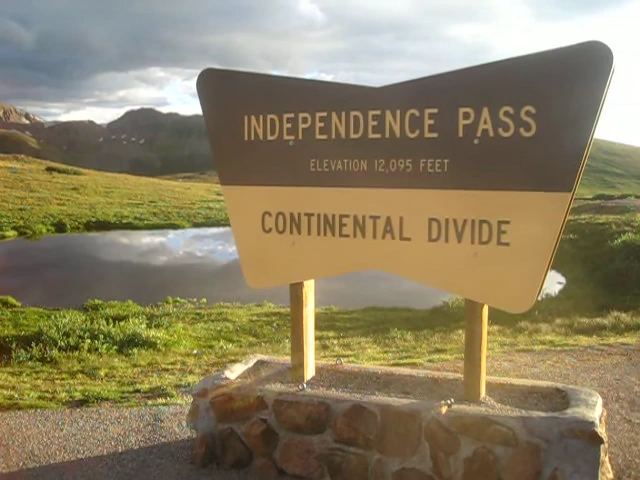 INDEPENDENCE PASS
ELEVATION 12,095 FEET
CONTINENTAL DIVIDE